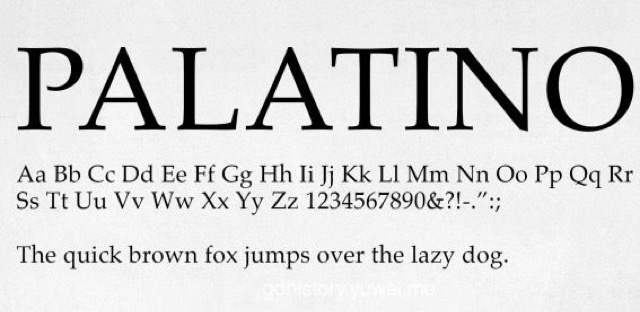 PALATINO
Aa Bb Cc Dd Ee Ff Gg Hh Ii Jj Kk Ll Mm Nn Oo Pp Qq Rr
Ss Tt Uu Vv Ww Xx Yy Zz 1234567890&?!-.”:;
The quick brown fox jumps over the lazy dog.
gdhistory.yuwei.me